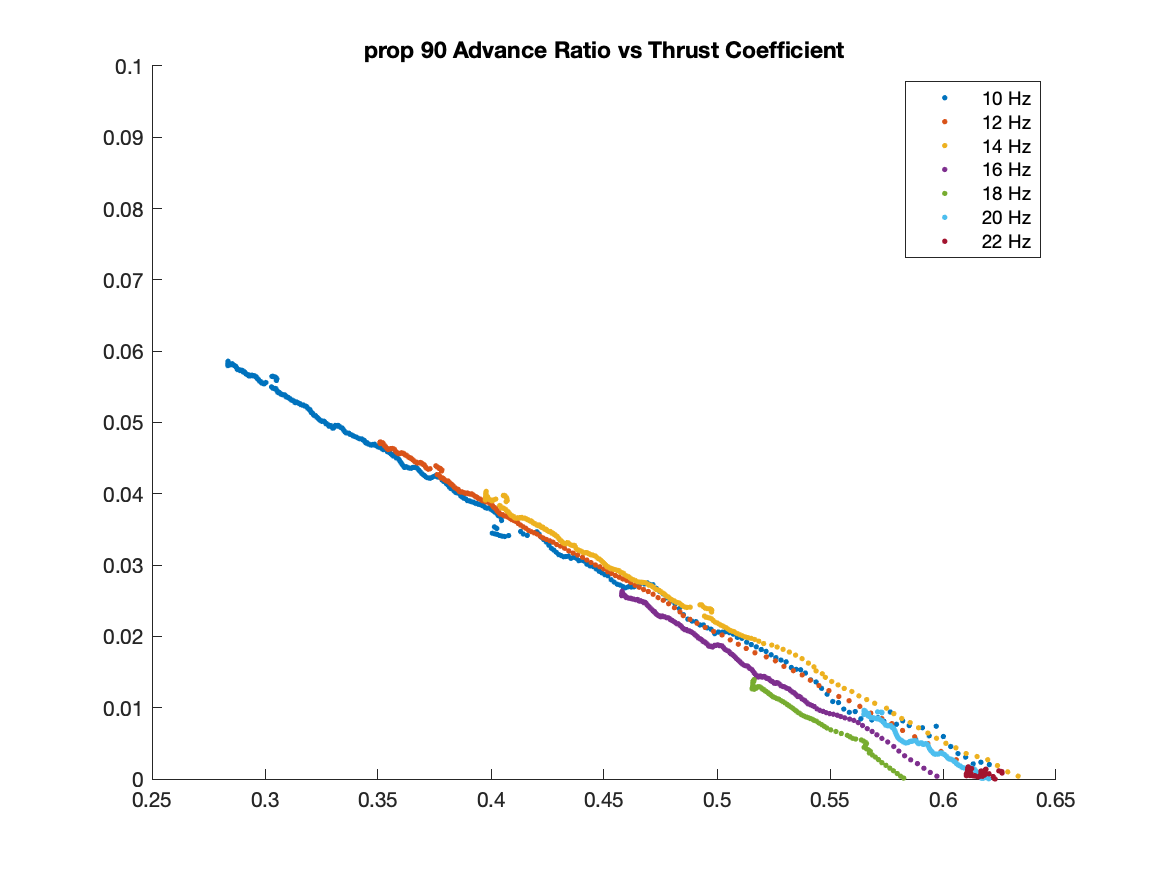 prop 90 Advance Ratio vs Thrust Coefficient
0.1
0.09
0.08
0.07
0.06
0.05
0.04
0.03
0.02
0.01
0
0.25 0.3 0.35 0.4 0.45 0.5 0.55 0.6 0.65
10 Hz
12 Hz
14 Hz
16 Hz
18 Hz
20 Hz
22 Hz